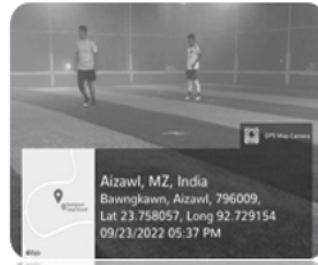 GPS Map Camera
Aizawl, MZ, India
Bawngkawn, Aizawl, 796009,
Lat 23.758057, Long 92.729154
09/23/2022 05:37 PM